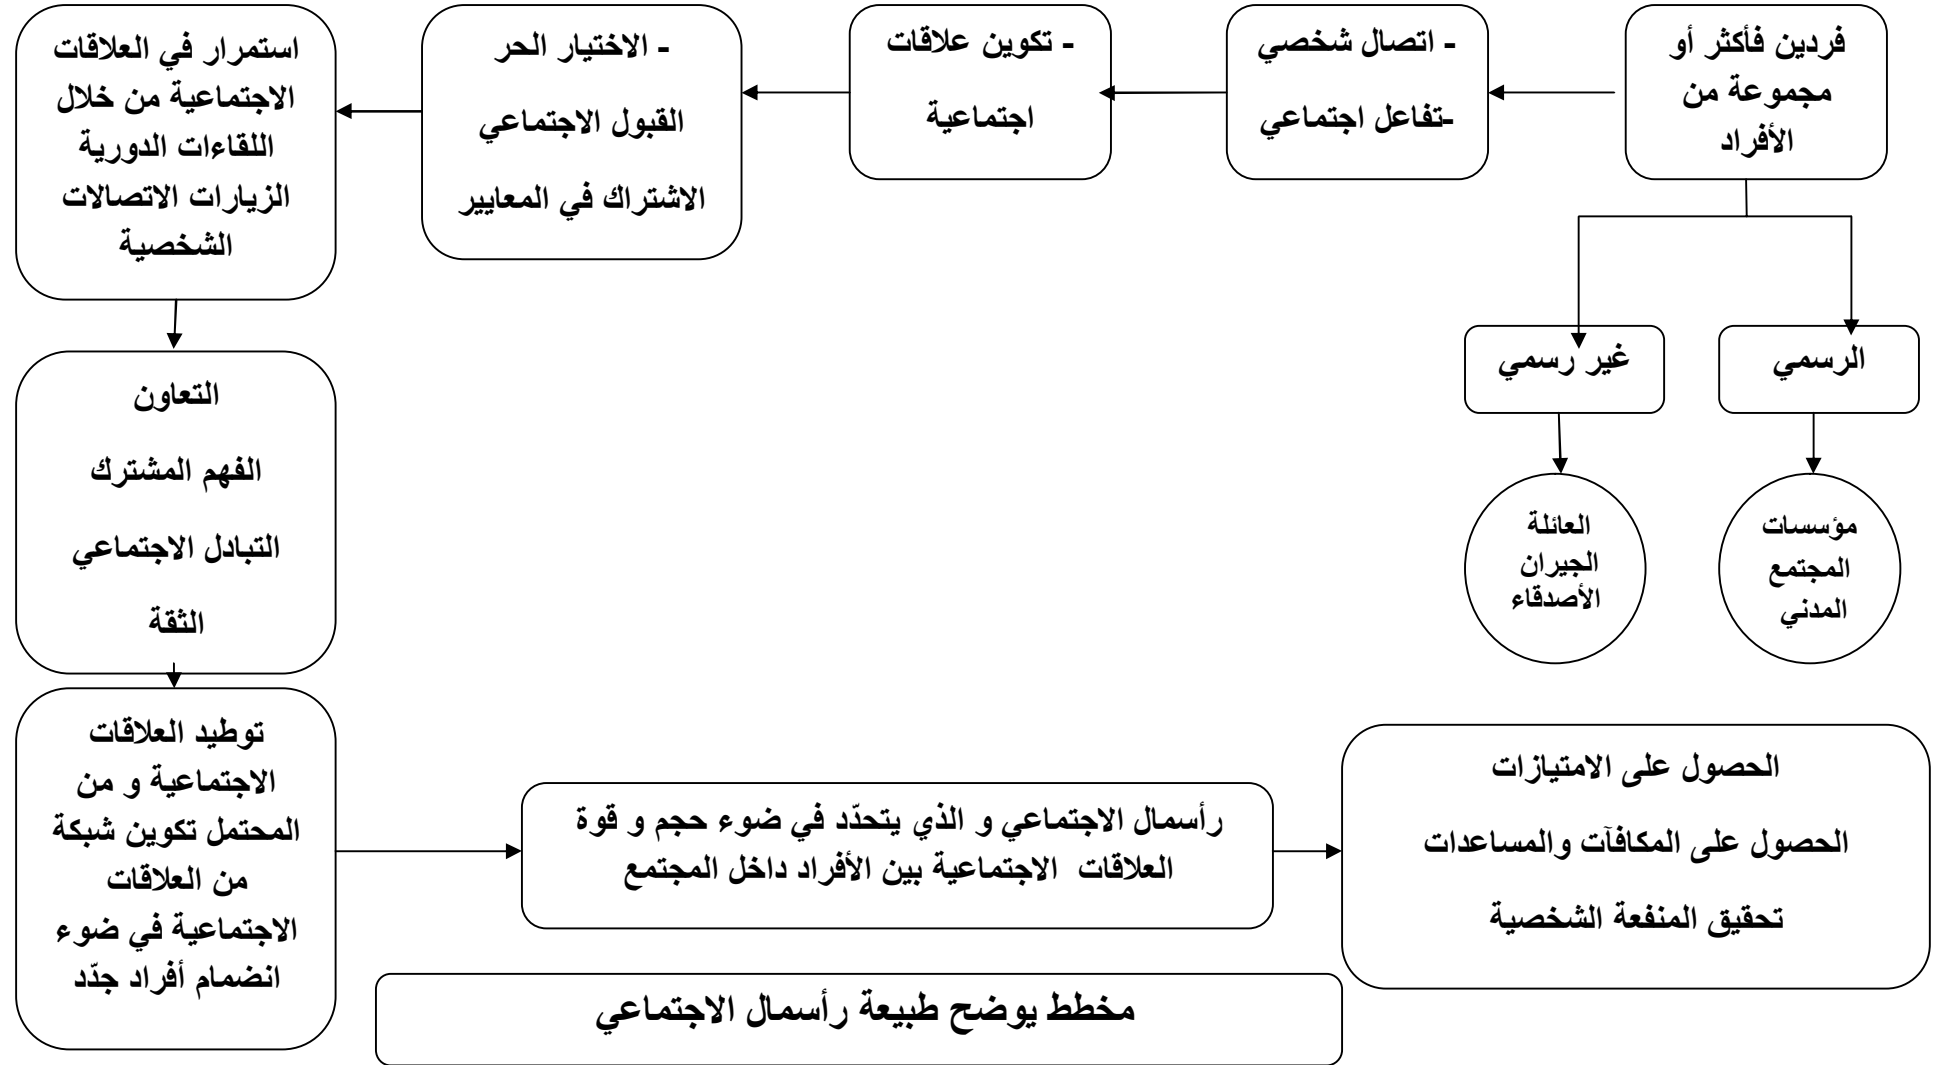 فردين فأكثر أو
مجموعة من
الأفراد
- اتصال شخصي
-تفاعل اجتماعي
- تكوين علاقات
اجتماعية
- الاختيار الحر
القبول الاجتماعي
الاشتراك في المعايير
استمرار في العلاقات
الاجتماعية من خلال
اللقاءات الدورية
الزيارات الاتصالات
الشخصية
الرسمي
غير رسمي
مؤسسات
المجتمع
المدني
العائلة
الجيران
الأصدقاء
التعاون
الفهم المشترك
التبادل الاجتماعي
الثقة
توطيد العلاقات
الاجتماعية و من
المحتمل تكوين شبكة
من العلاقات
الاجتماعية في ضوء
انضمام أفراد جدّد
رأسمال الاجتماعي و الذي يتحدّد في ضوء حجم و قوة
العلاقات الاجتماعية بين الأفراد داخل المجتمع
الحصول على الامتيازات
الحصول على المكافآت والمساعدات
تحقيق المنفعة الشخصية
مخطط يوضح طبيعة رأسمال الاجتماعي